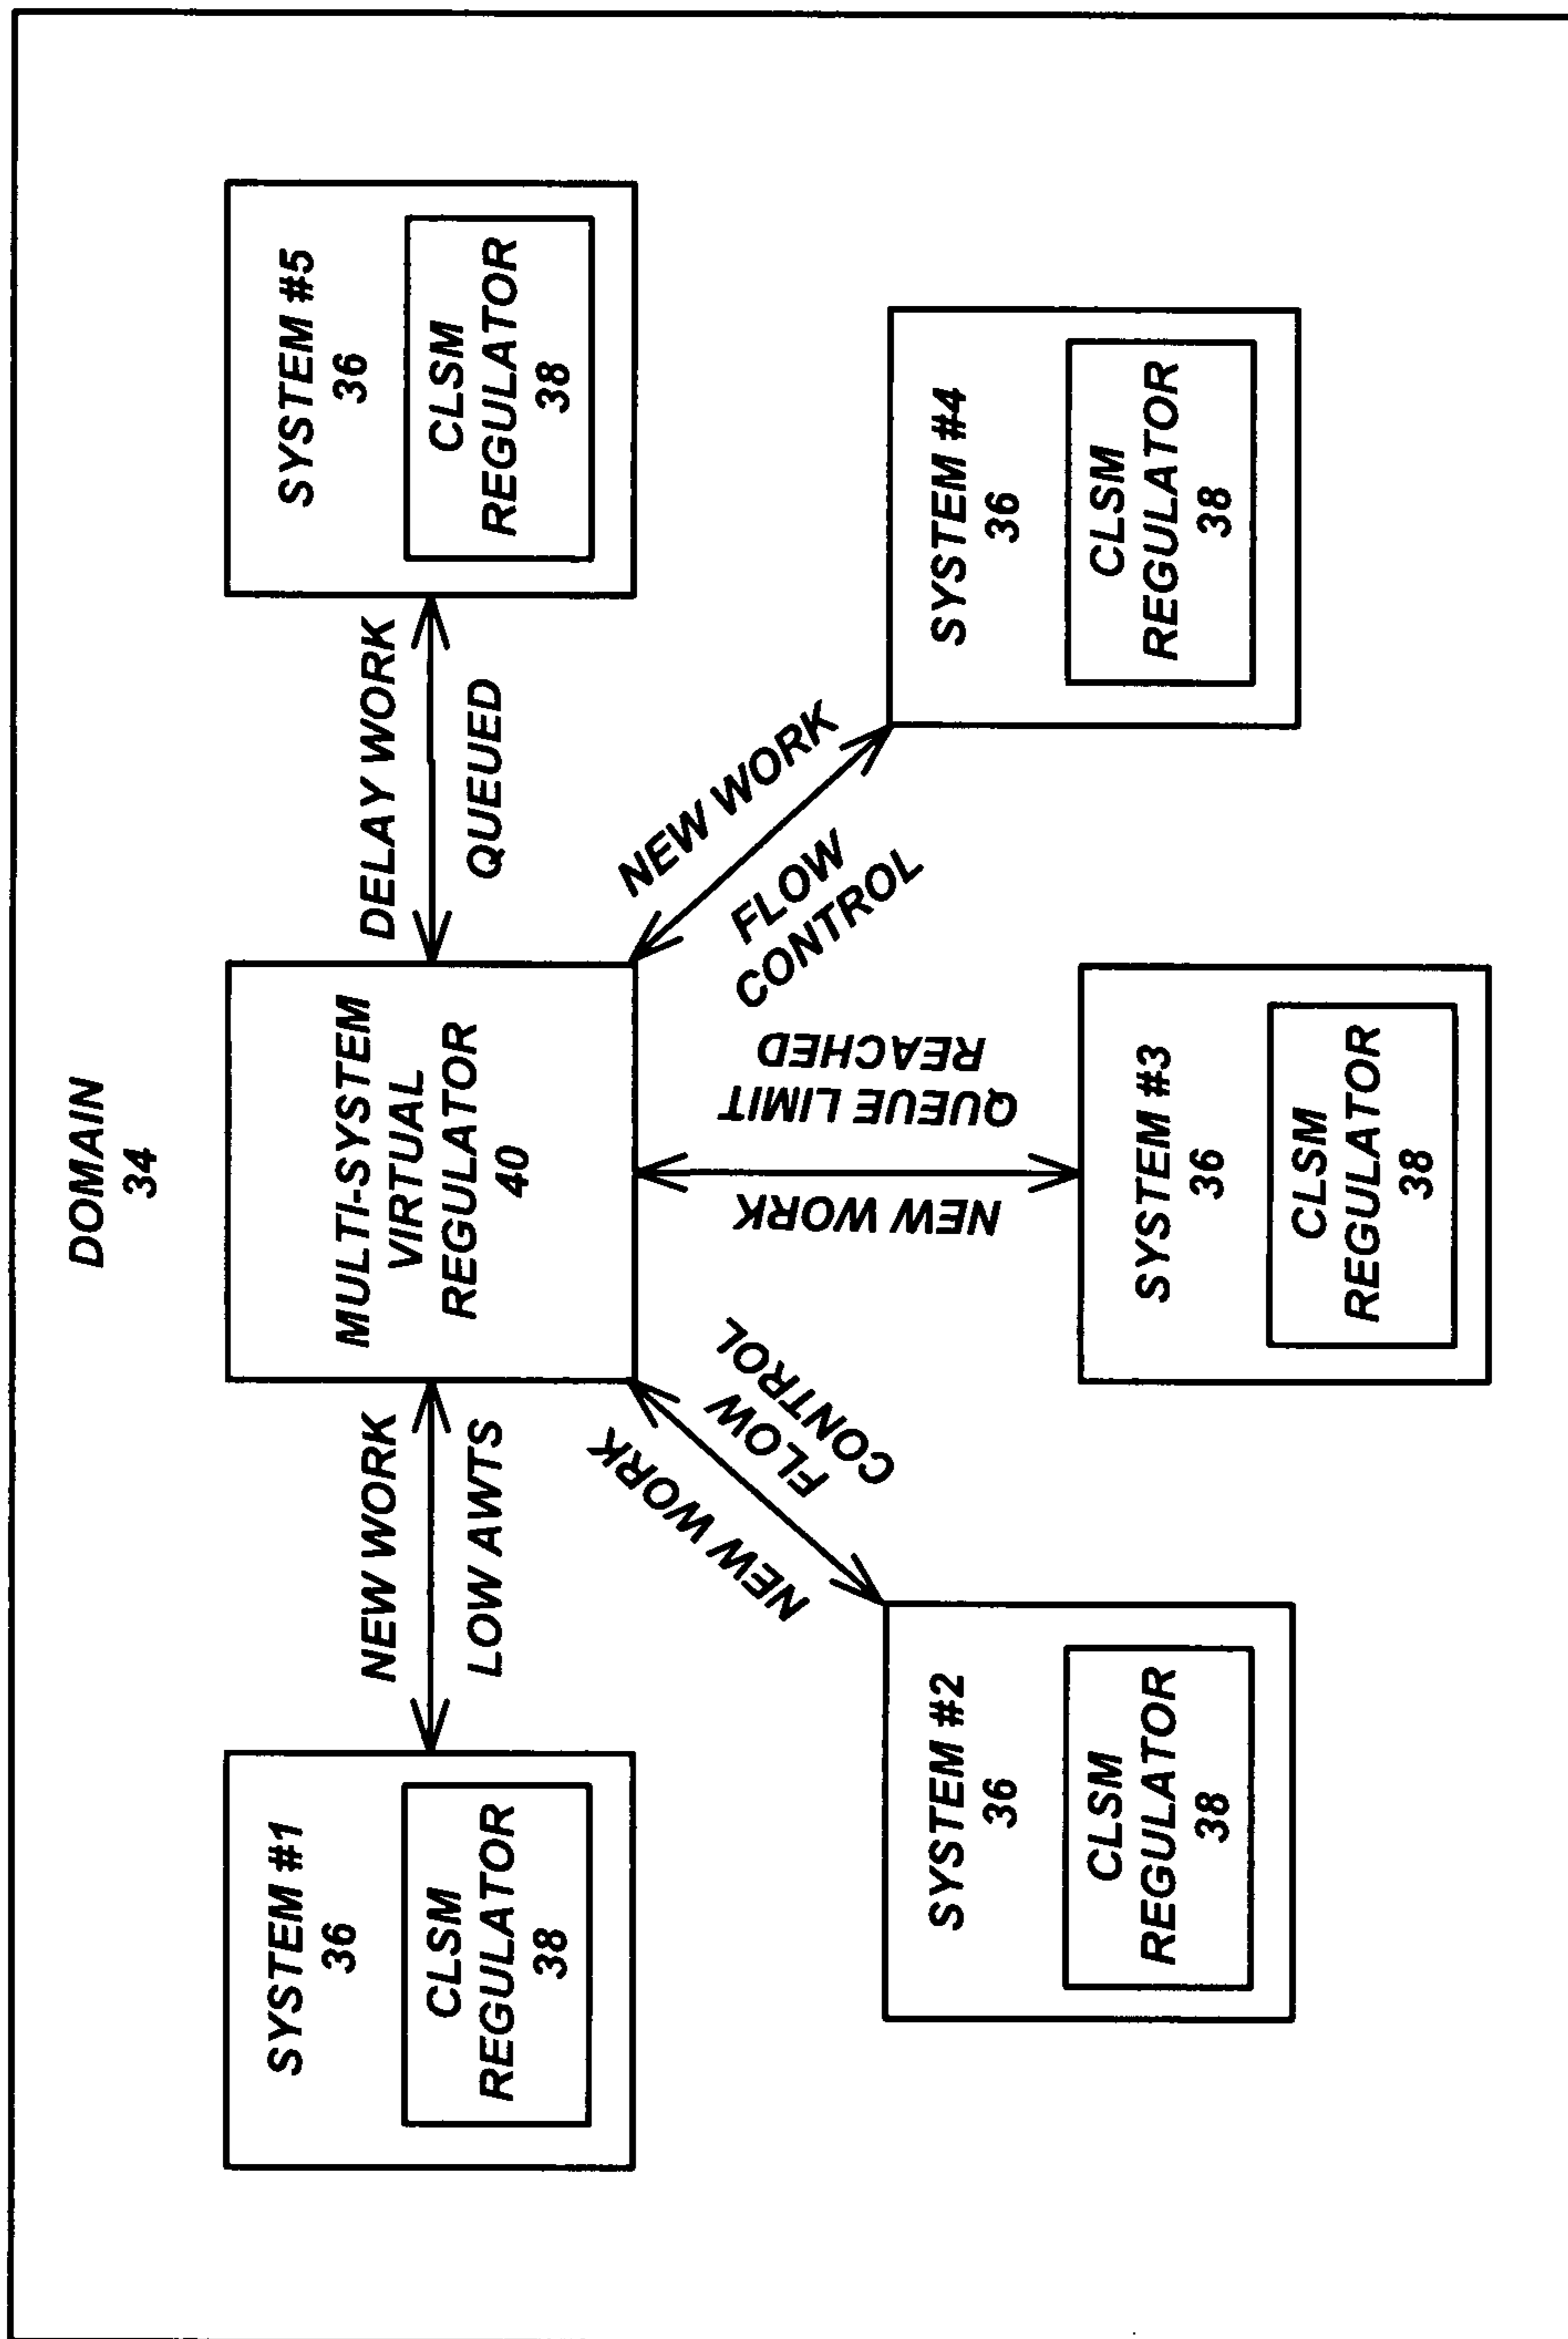 DOMAIN
34
SYSTEM #1
36
CLSM
REGULATOR
38
NEW WORK
LOW AWTS
MULTI-SYSTEM
VIRTUAL
REGULATOR
40
DELAY WORK
QUEUED
SYSTEM #5
36
CLSM
REGULATOR
38
NEW WORK
FLOW
CONTROL
NEW WORK
QUEUE LIMIT
REACHED
NEW WORK
FLOW
CONTROL
SYSTEM #2
36
CLSM
REGULATOR
38
SYSTEM #3
36
CLSM
REGULATOR
38
SYSTEM #4
36
CLSM
REGULATOR
38